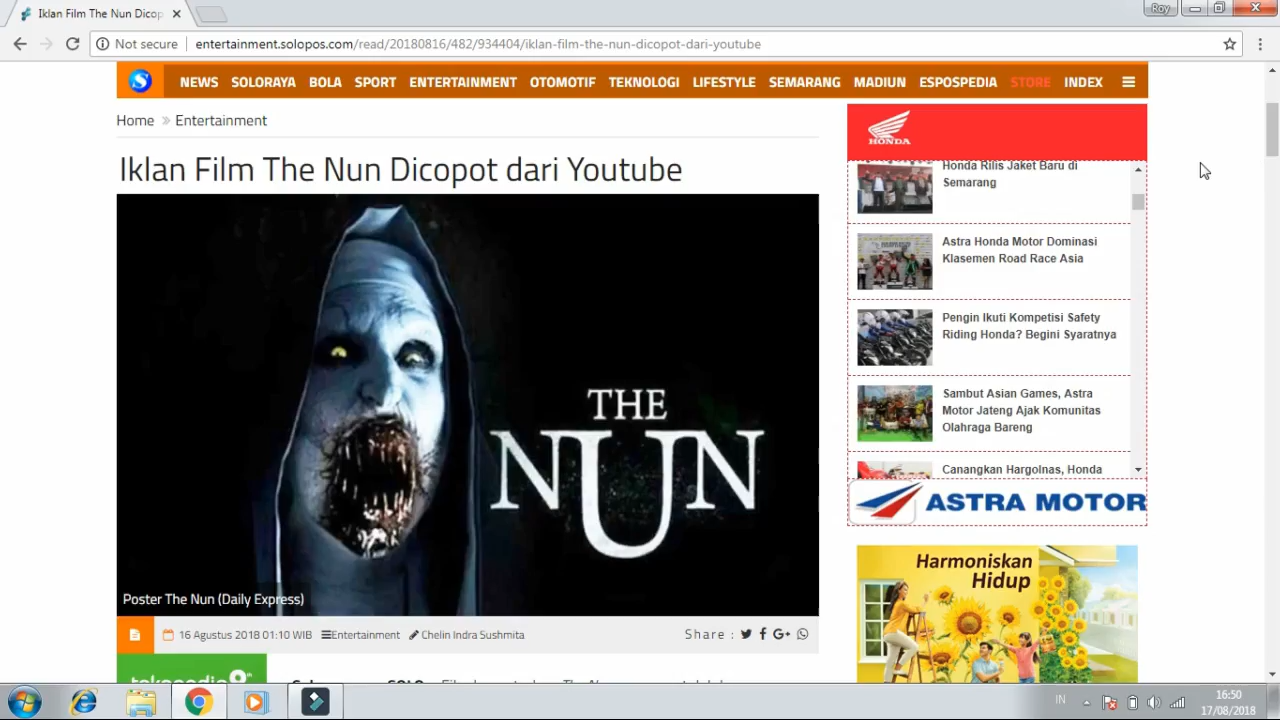 Iklan Film The Nun Dicop
Roy
Not secure
entertainment.solopos.com/read/20180816/482/934404/iklan-film-the-nun-dicopot-dari-youtube
S NEWS SOLORAYA BOLA SPORT ENTERTAINMENT OTOMOTIF TEKNOLOGI LIFESTYLE SEMARANG MADIUN ESPOSPEDIA STORE INDEX
Home » Entertainment
Iklan Film The Nun Dicopot dari Youtube
THE
NUN
Poster The Nun (Daily Express)
16 Agustus 2018 01:10 WIB Entertainment Chelin Indra Sushmita Share :
G+
HONDA
Honda Rilis Jaket Baru di
Semarang
Astra Honda Motor Dominasi
Klasemen Road Race Asia
Pengin Ikuti Kompetisi Safety
Riding Honda? Begini Syaratnya
Sambut Asian Games, Astra
Motor Jateng Ajak Komunitas
Olahraga Bareng
Canangkan Hargolnas, Honda
ASTRA MOTOR
Harmoniskan
Hidup
IN
16:50
17/08/2018